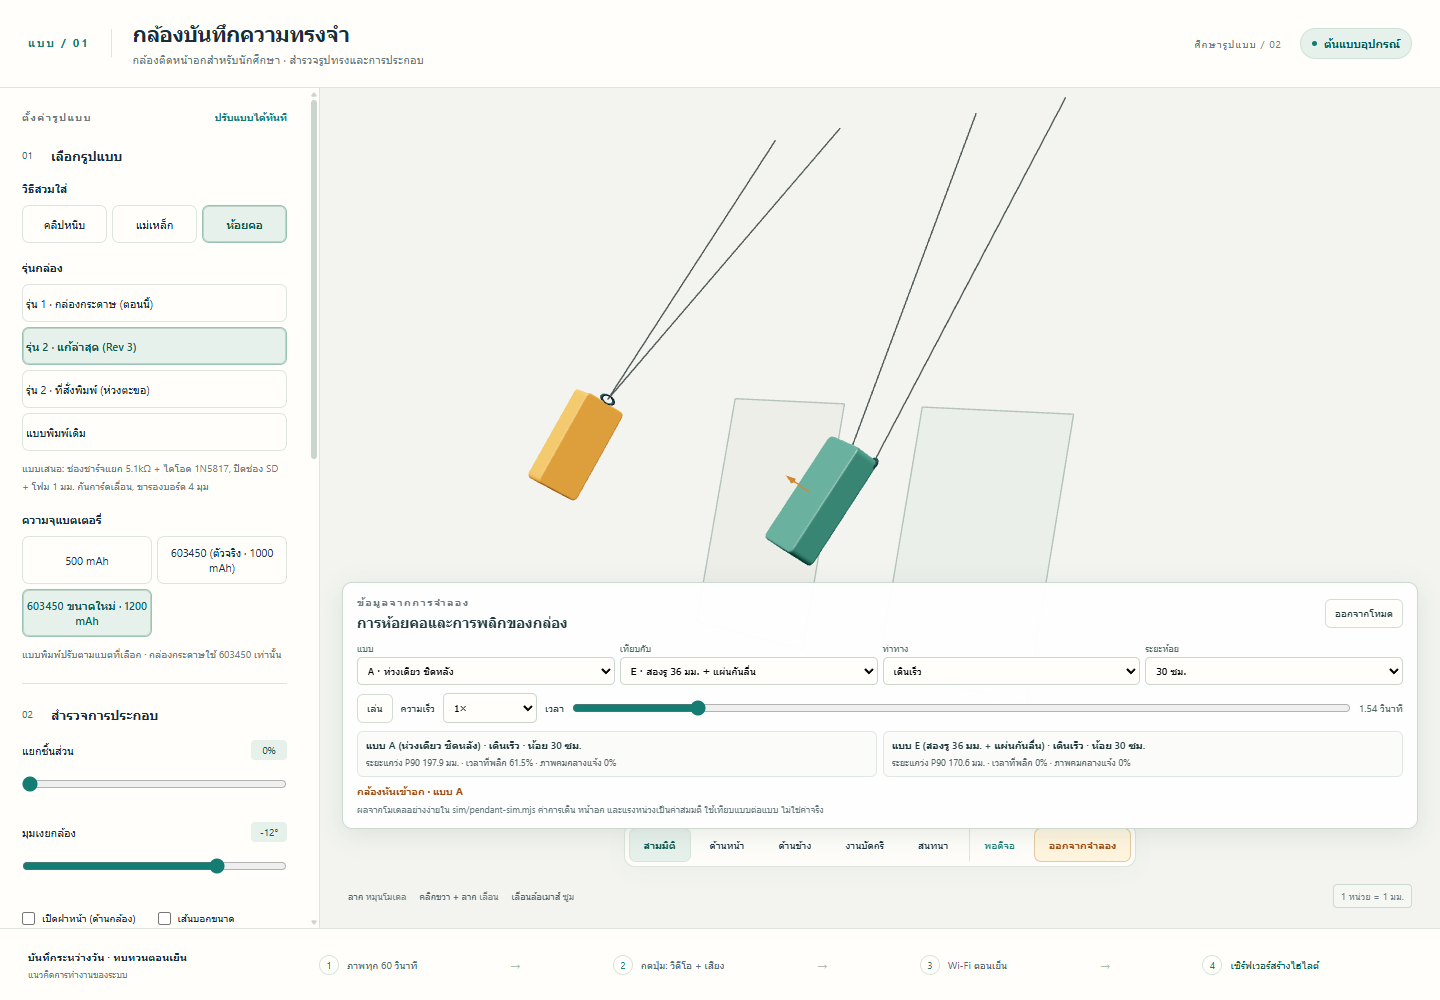 แบบ / 01
กล้องบันทึกความทรงจำ
กล้องติดหน้าอกสำหรับนักศึกษา · สำรวจรูปทรงและการประกอบ
ศึกษารูปแบบ / 02
ต้นแบบอุปกรณ์
ตั้งค่ารูปแบบ
ปรับแบบได้ทันที
01 เลือกรูปแบบ
วิธีสวมใส่
คลิปหนีบ
แม่เหล็ก
ห้อยคอ
รุ่นกล่อง
รุ่น 1 · กล่องกระดาษ (ตอนนี้)
รุ่น 2 · แก้ล่าสุด (Rev 3)
รุ่น 2 · ที่สั่งพิมพ์ (ห่วงตะขอ)
แบบพิมพ์เดิม
แบบเสนอ: ช่องชาร์จแยก 5.1kΩ + ไดโอด 1N5817, ปิดช่อง SD
+ โฟม 1 มม. กันการ์ดเลื่อน, ขารองบอร์ด 4 มุม
ความจุแบตเตอรี่
500 mAh
603450 (ตัวจริง · 1000
mAh)
603450 ขนาดใหม่ · 1200
mAh
แบบพิมพ์ปรับตามแบตที่เลือก · กล่องกระดาษใช้ 603450 เท่านั้น
02 สำรวจการประกอบ
แยกชิ้นส่วน
0%
มุมเงยกล้อง
-12°
เปิดฝาหน้า (ด้านกล้อง)
เส้นบอกขนาด
ข้อมูลจากการจำลอง
การห้อยคอและการพลิกของกล่อง
ออกจากโหมด
แบบ
เทียบกับ
ท่าทาง
ระยะห้อย
A · ห่วงเดียว ชิดหลัง
E · สองรู 36 มม. + แผ่นกันลื่น
เดินเร็ว
30 ซม.
เล่น
ความเร็ว
1×
เวลา
1.54 วินาที
แบบ A (ห่วงเดียว ชิดหลัง) · เดินเร็ว · ห้อย 30 ซม.
ระยะแกว่ง P90 197.9 มม. · เวลาที่พลิก 61.5% · ภาพคมกลางแจ้ง 0%
แบบ E (สองรู 36 มม. + แผ่นกันลื่น) · เดินเร็ว · ห้อย 30 ซม.
ระยะแกว่ง P90 170.6 มม. · เวลาที่พลิก 0% · ภาพคมกลางแจ้ง 0%
กล้องหันเข้าอก · แบบ A
ผลจากโมเดลอย่างง่ายใน sim/pendant-sim.mjs ค่าการเดิน หน้าอก และแรงหน่วงเป็นค่าสมมติ ใช้เทียบแบบต่อแบบ ไม่ใช่ค่าจริง
สามมิติ
ด้านหน้า
ด้านข้าง
งานบัดกรี
สนทนา
พอดีจอ
ออกจากจำลอง
ลาก หมุนโมเดล
คลิกขวา + ลาก เลื่อน
เลื่อนล้อเมาส์ ซูม
1 หน่วย = 1 มม.
บันทึกระหว่างวัน · ทบทวนตอนเย็น
แนวคิดการทำงานของระบบ
1 ภาพทุก 60 วินาที
→
2 กดปุ่ม: วิดีโอ + เสียง
→
3 Wi-Fi ตอนเย็น
→
4 เซิร์ฟเวอร์สร้างไฮไลต์